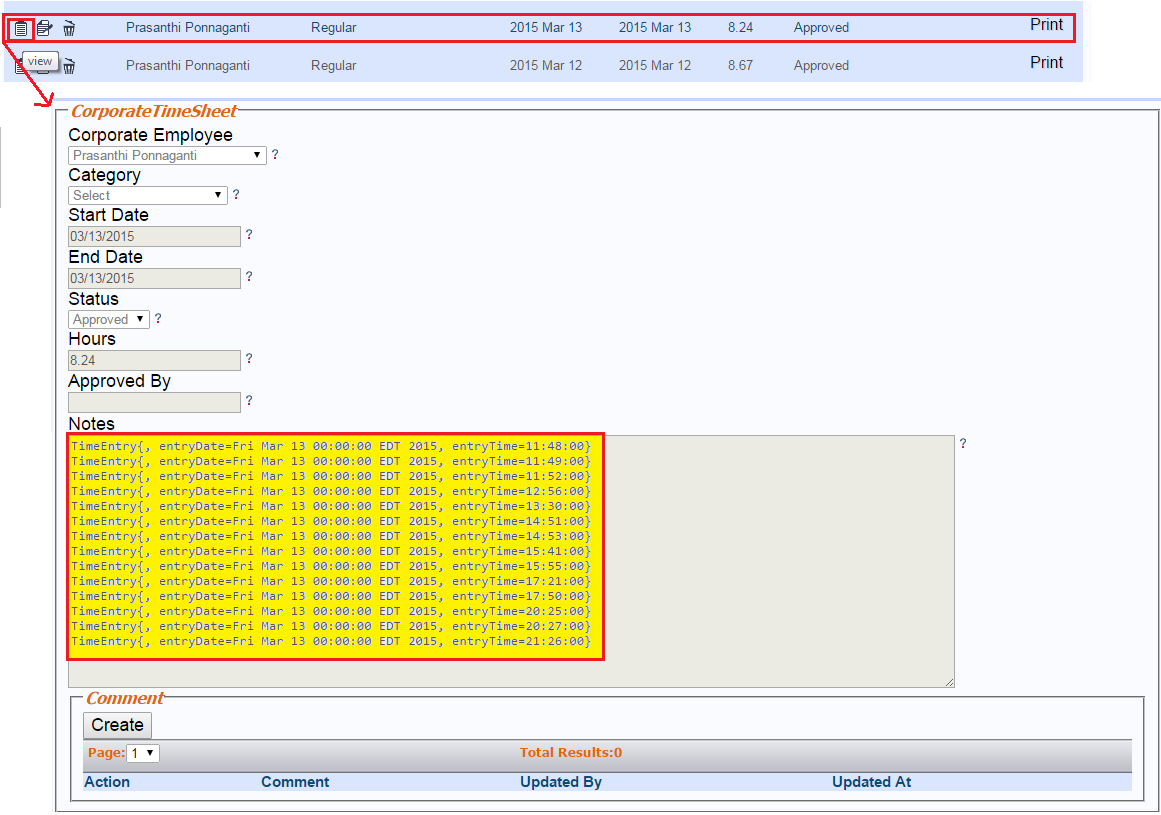 Prasanthi Ponnaganti Regular 2015 Mar 13 2015 Mar 13 8.24 Approved Print
view
Prasanthi Ponnaganti Regular 2015 Mar 12 2015 Mar 12 8.67 Approved Print
CorporateTimeSheet
Corporate Employee
Prasanthi Ponnaganti ?
Category
Select ?
Start Date
03/13/2015 ?
End Date
03/13/2015 ?
Status
Approved ?
Hours
8.24 ?
Approved By
?
Notes
TimeEntry{, entryDate=Fri Mar 13 00:00:00 EDT 2015, entryTime=11:48:00} ?
TimeEntry{, entryDate=Fri Mar 13 00:00:00 EDT 2015, entryTime=11:49:00}
TimeEntry{, entryDate=Fri Mar 13 00:00:00 EDT 2015, entryTime=11:52:00}
TimeEntry{, entryDate=Fri Mar 13 00:00:00 EDT 2015, entryTime=12:56:00}
TimeEntry{, entryDate=Fri Mar 13 00:00:00 EDT 2015, entryTime=13:30:00}
TimeEntry{, entryDate=Fri Mar 13 00:00:00 EDT 2015, entryTime=14:51:00}
TimeEntry{, entryDate=Fri Mar 13 00:00:00 EDT 2015, entryTime=14:53:00}
TimeEntry{, entryDate=Fri Mar 13 00:00:00 EDT 2015, entryTime=15:41:00}
TimeEntry{, entryDate=Fri Mar 13 00:00:00 EDT 2015, entryTime=15:55:00}
TimeEntry{, entryDate=Fri Mar 13 00:00:00 EDT 2015, entryTime=17:21:00}
TimeEntry{, entryDate=Fri Mar 13 00:00:00 EDT 2015, entryTime=17:50:00}
TimeEntry{, entryDate=Fri Mar 13 00:00:00 EDT 2015, entryTime=20:25:00}
TimeEntry{, entryDate=Fri Mar 13 00:00:00 EDT 2015, entryTime=20:27:00}
TimeEntry{, entryDate=Fri Mar 13 00:00:00 EDT 2015, entryTime=21:26:00}
Comment
Create
Page: 1 Total Results:0
Action Comment Updated By Updated At